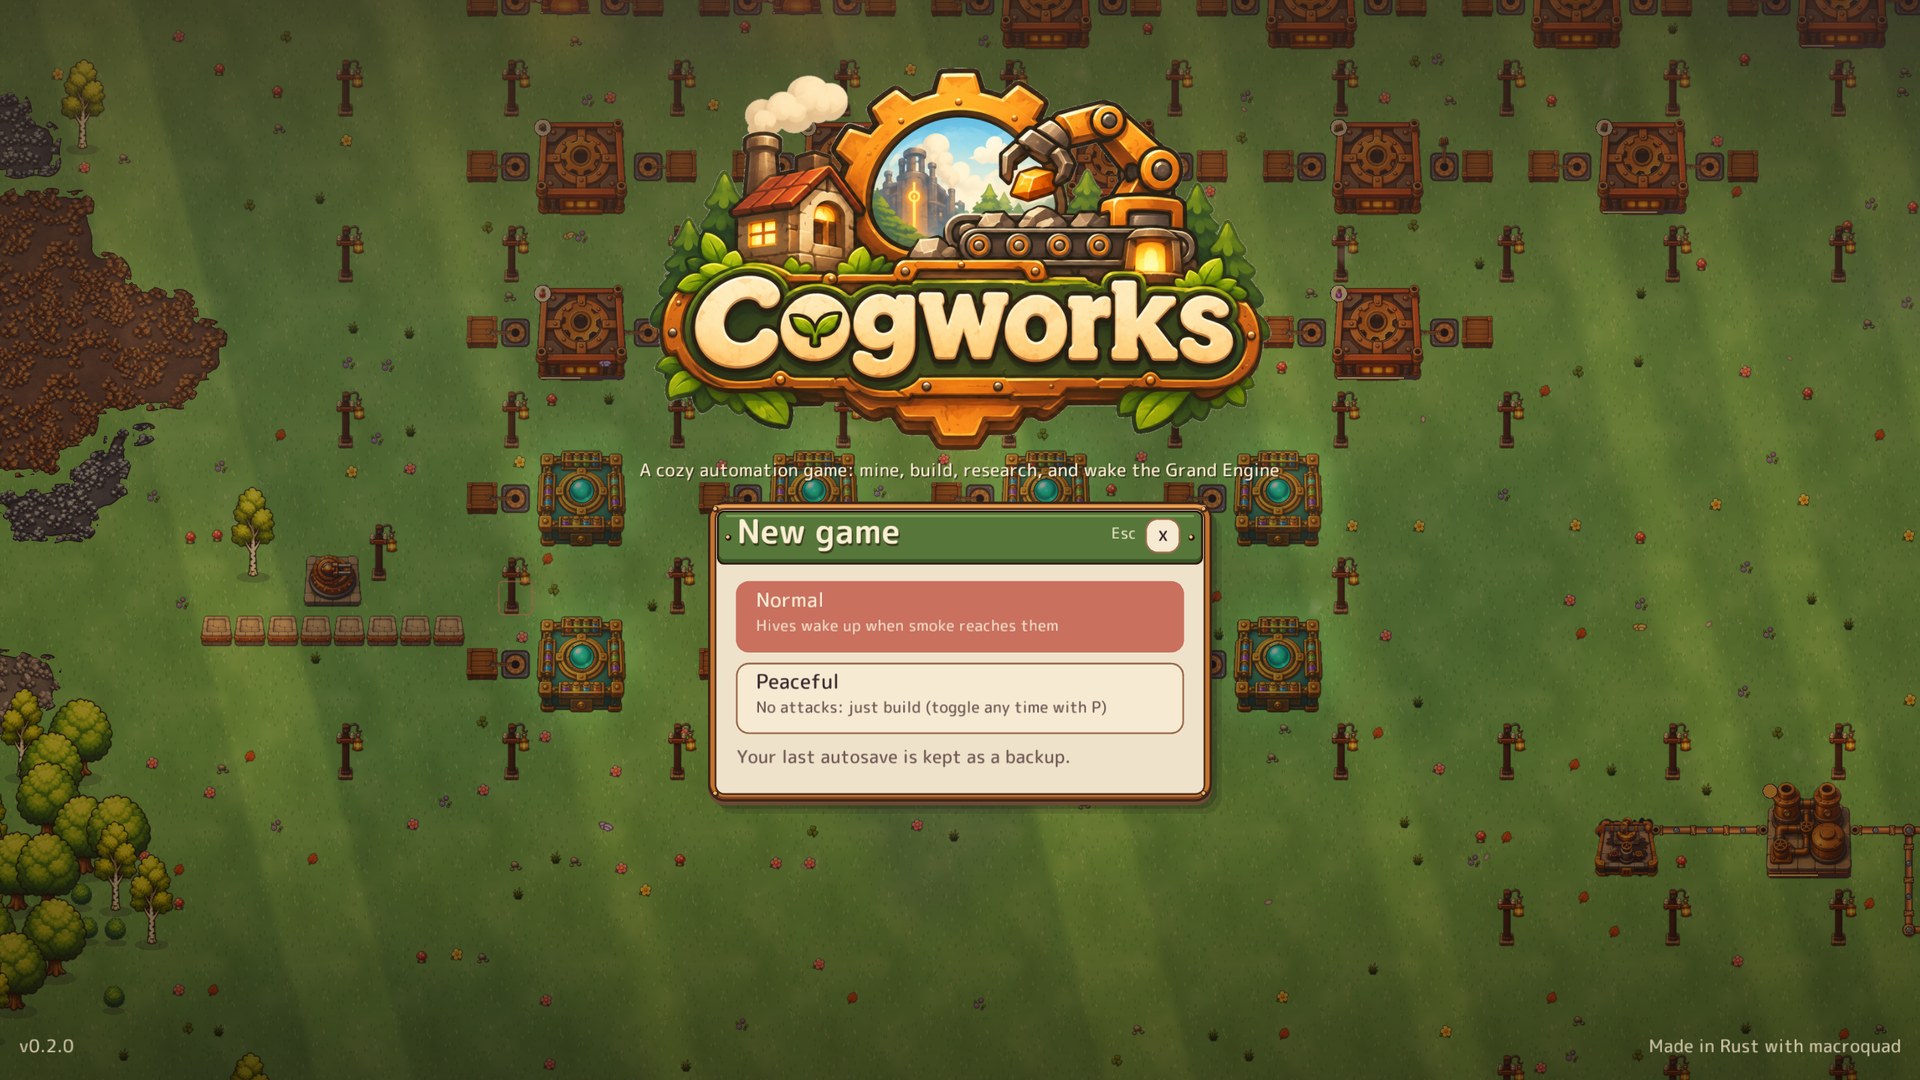 Cogworks
A cozy automation game: mine, build, research, and wake the Grand Engine
New game
Esc X
Normal
Hives wake up when smoke reaches them
Peaceful
No attacks: just build (toggle any time with P)
Your last autosave is kept as a backup.
v0.2.0
Made in Rust with macroquad